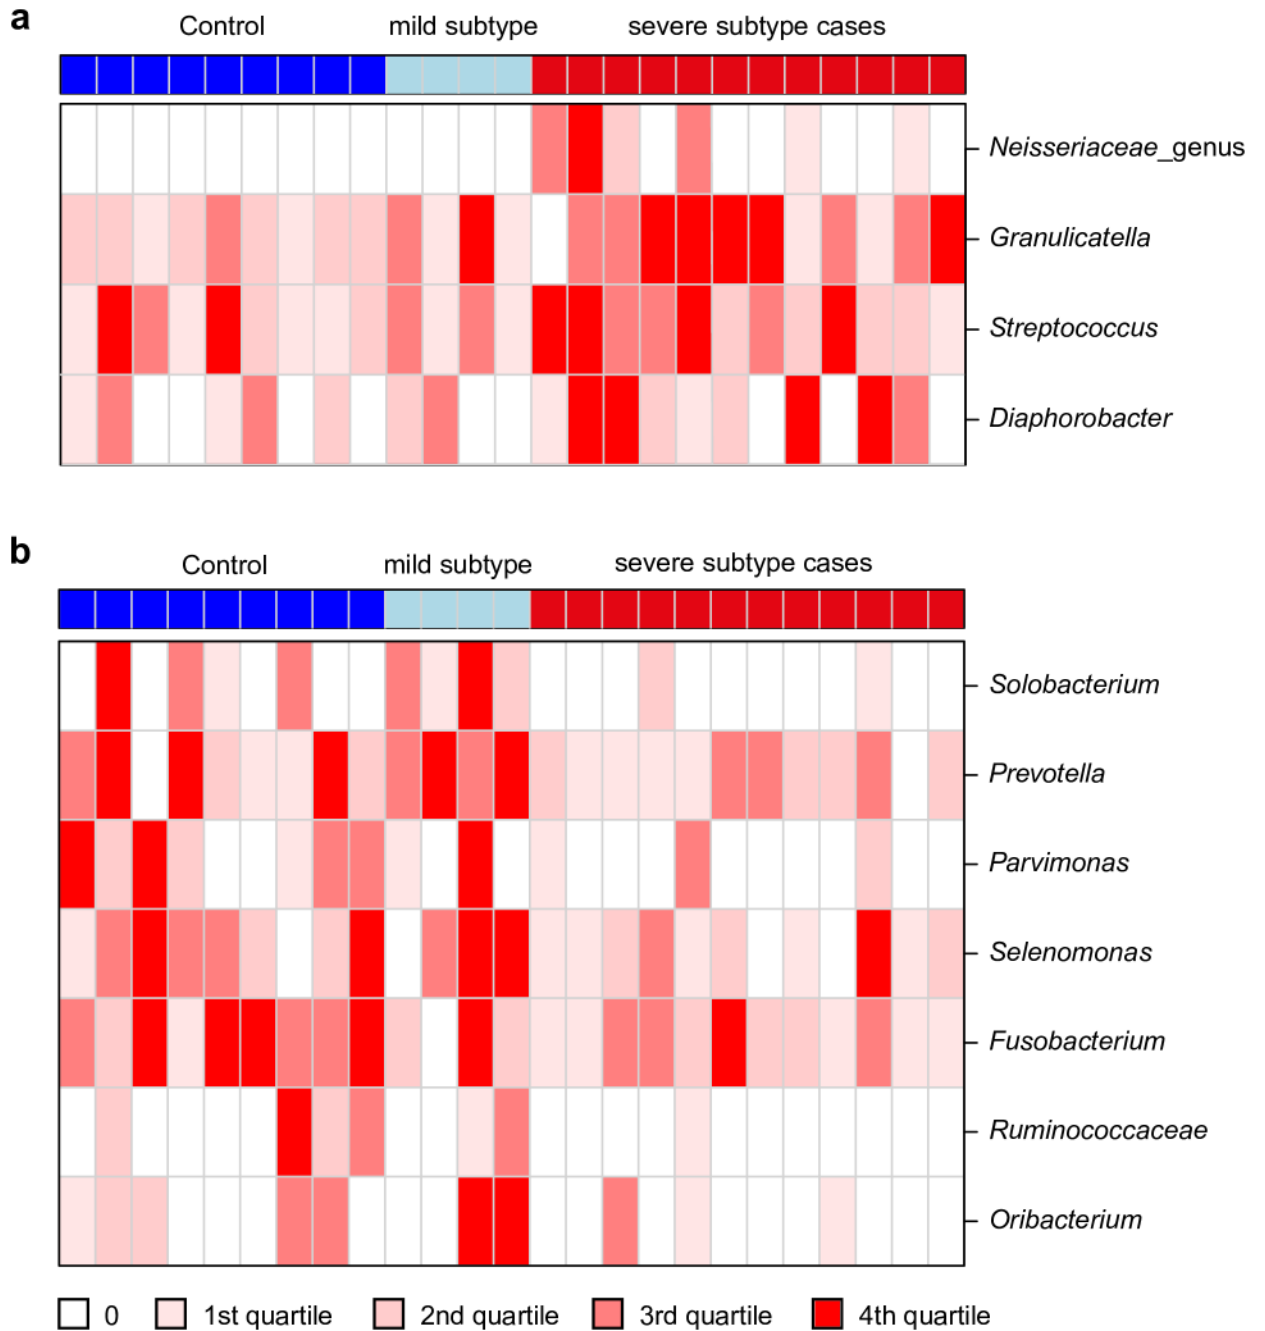 a
Control mild subtype severe subtype cases
Neisseriaceae_genus
Granulicatella
Streptococcus
Diaphorobacter
b
Control mild subtype severe subtype cases
Solobacterium
Prevotella
Parvimonas
Selenomonas
Fusobacterium
Ruminococcaceae
Oribacterium
0 1st quartile 2nd quartile 3rd quartile 4th quartile